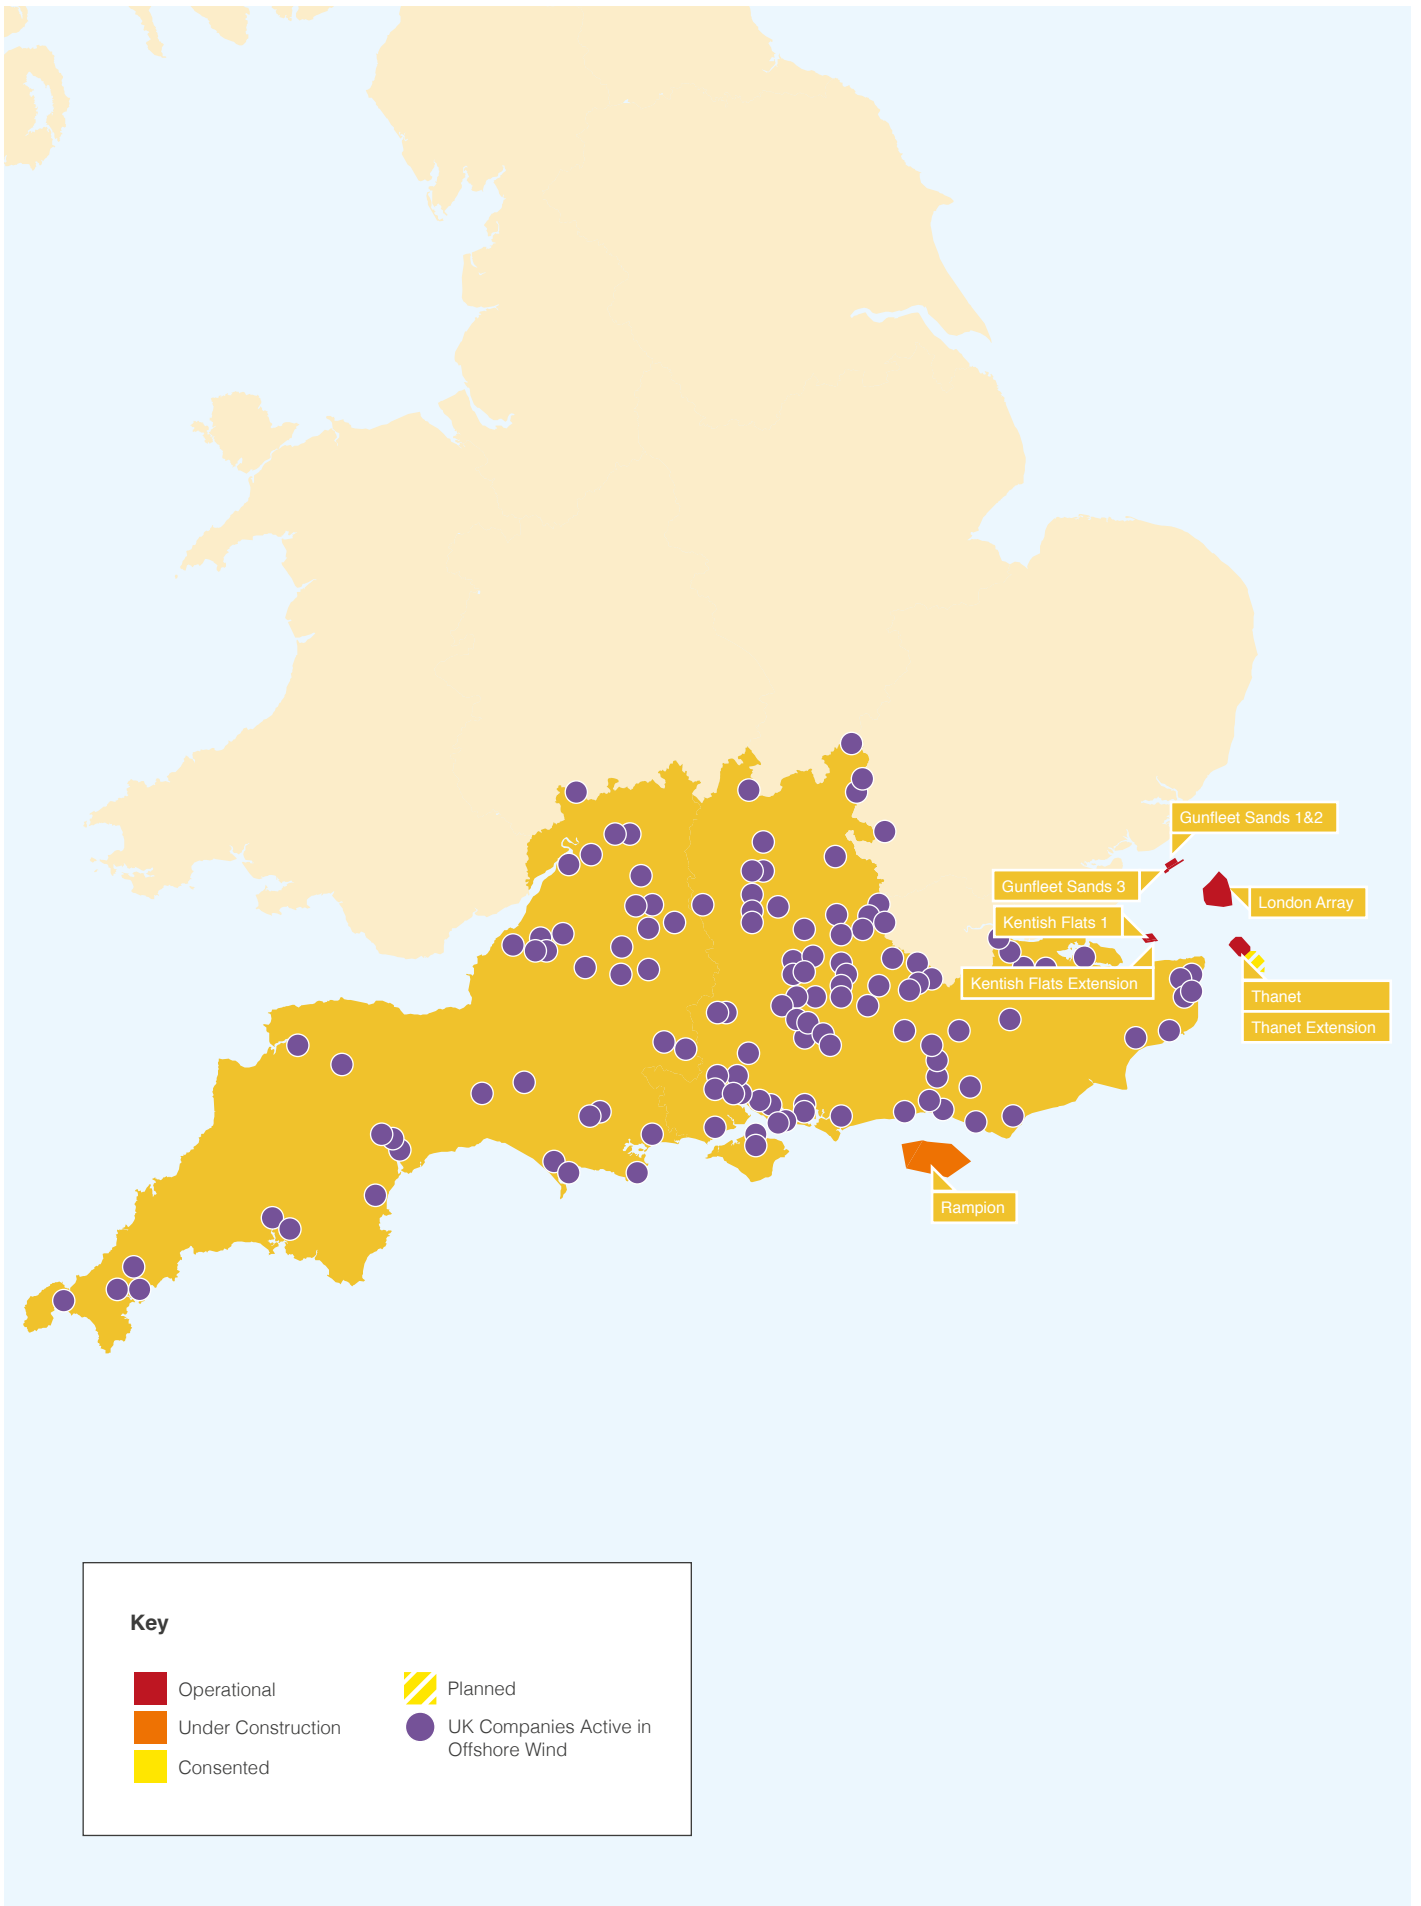 Gunfleet Sands 1&2
Gunfleet Sands 3
London Array
Kentish Flats 1
Kentish Flats Extension
Thanet
Thanet Extension
Rampion
Key
Operational
Under Construction
Consented
Planned
UK Companies Active in
Offshore Wind